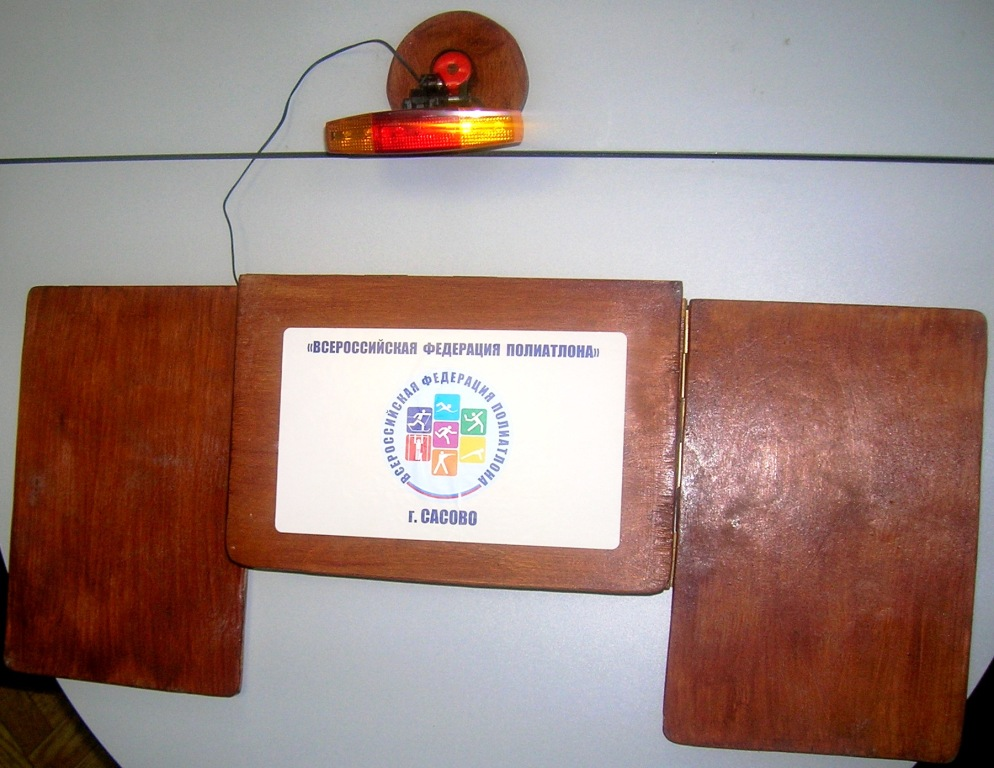 «ВСЕРОССИЙСКАЯ ФЕДЕРАЦИЯ ПОЛИАТЛОНА»
ВСЕРОССИЙСКАЯ ФЕДЕРАЦИЯ ПОЛИАТЛОНА
г. САСОВО